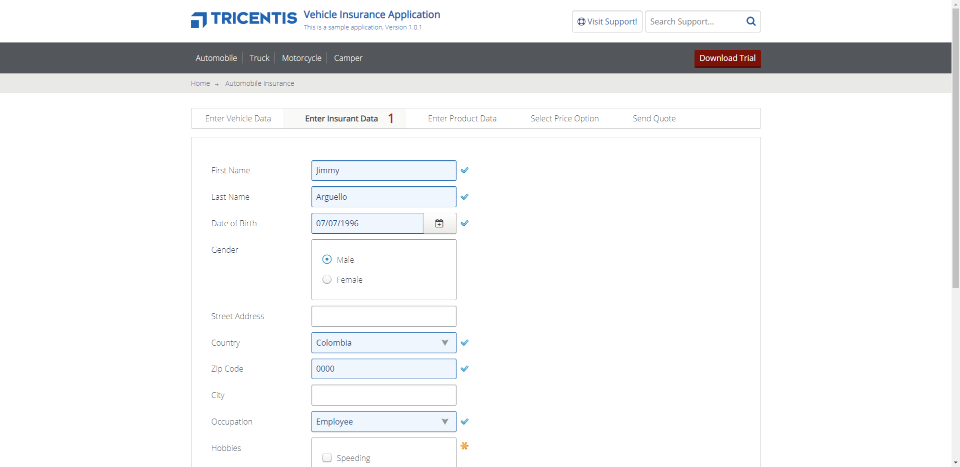 TRICENTIS Vehicle Insurance Application
This is a sample application. Version 1.0.1
Visit Support! Search Support...
Automobile Truck Motorcycle Camper Download Trial
Home → Automobile Insurance
Enter Vehicle Data Enter Insurant Data 1 Enter Product Data Select Price Option Send Quote
First Name Jimmy
Last Name Arguello
Date of Birth 07/07/1996
Gender
Male
Female
Street Address
Country Colombia
Zip Code 0000
City
Occupation Employee
Hobbies
Speeding